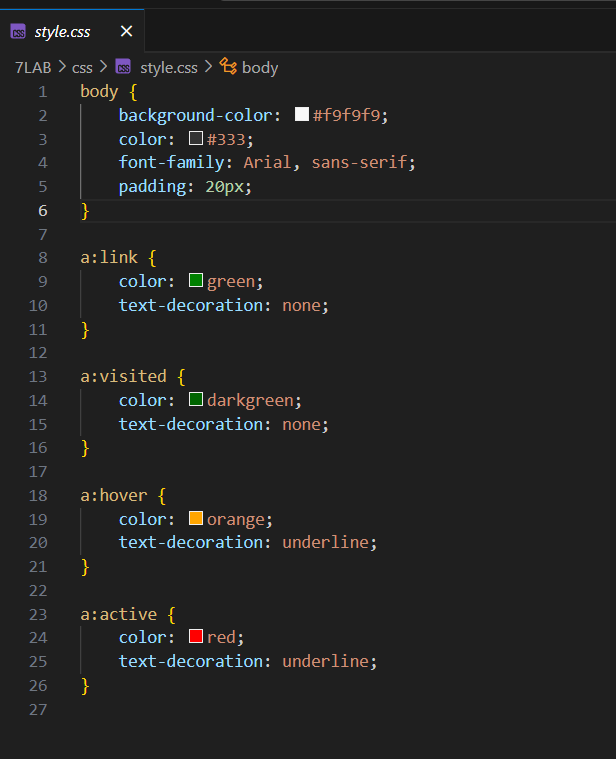 style.css
7LAB > css > style.css > body
1 body {
2 background-color: #f9f9f9;
3 color: #333;
4 font-family: Arial, sans-serif;
5 padding: 20px;
6 }
7
8 a:link {
9 color: green;
10 text-decoration: none;
11 }
12
13 a:visited {
14 color: darkgreen;
15 text-decoration: none;
16 }
17
18 a:hover {
19 color: orange;
20 text-decoration: underline;
21 }
22
23 a:active {
24 color: red;
25 text-decoration: underline;
26 }
27